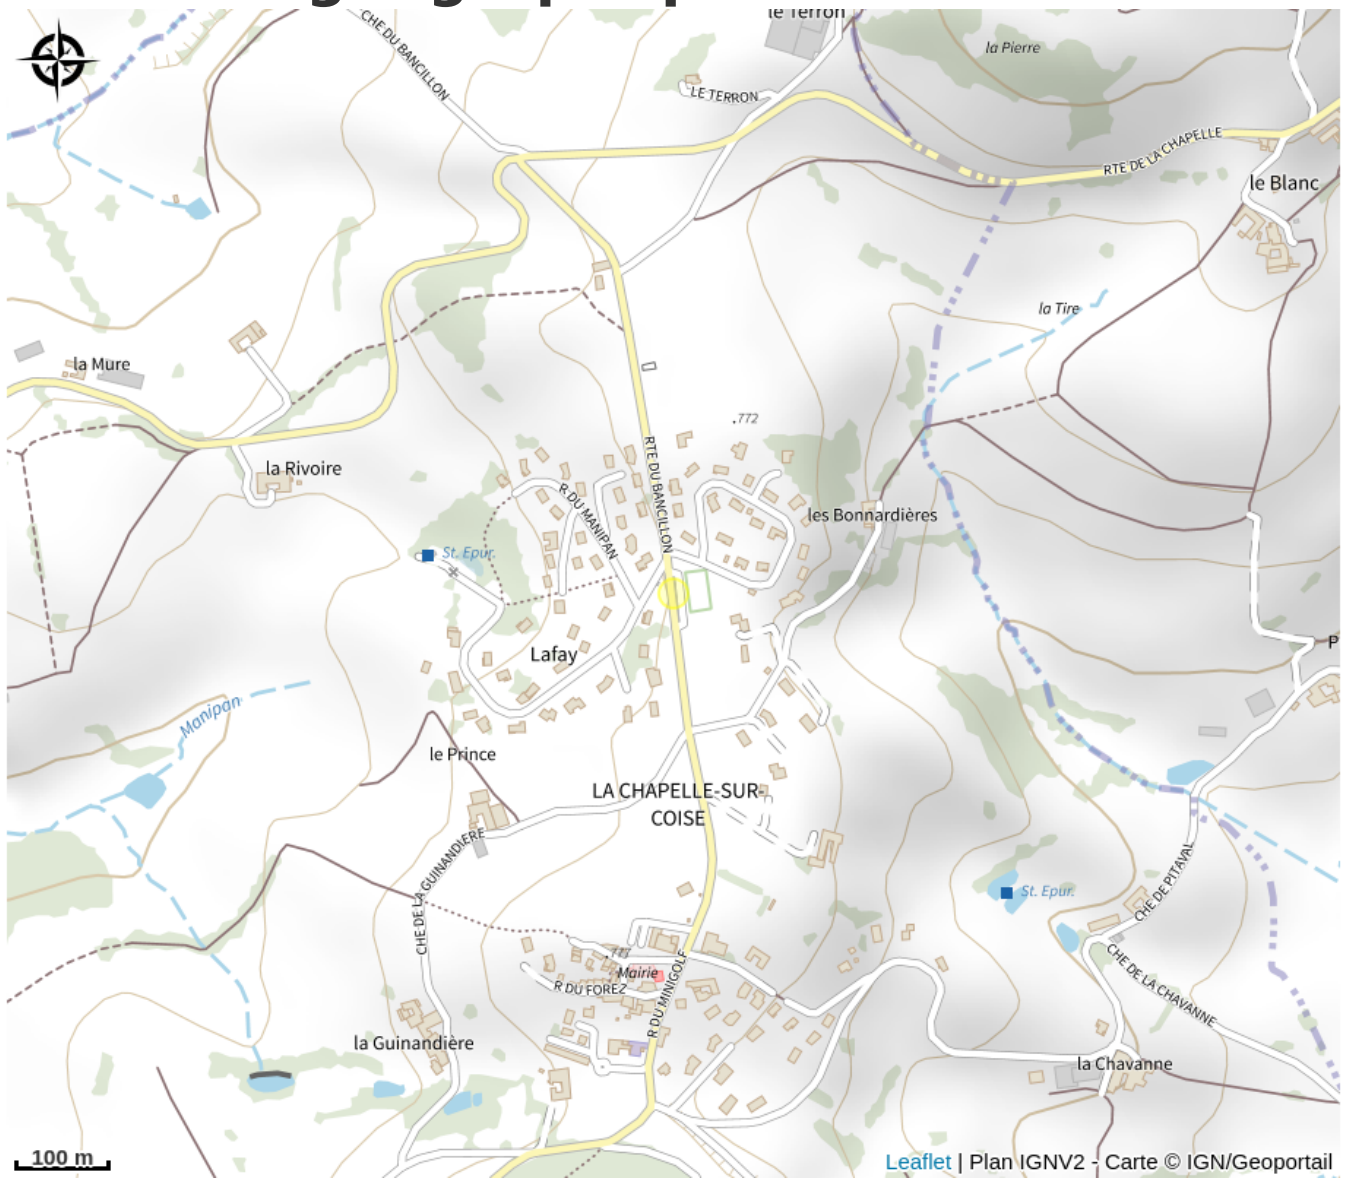 le Terron
CHE DU BANCILLON
la Pierre
LE TERRON
RTE DE LA CHAPELLE
le Blanc
la Tire
la Mure
.772
RTE DU BANCILLON
la Rivoire
R DU MANIPAN
les Bonnardières
St. Epur.
Lafay
P
Manipan
le Prince
LA CHAPELLE-SUR-
COISE
CHE DE LA GUINANDIÈRE
CHE DE PITAVAL
St. Epur.
.771
Mairie
R DU FOREZ
R DU MINIGOLF
CHE DE LA CHAVANNE
la Guinandière
la Chavanne
100 m
Leaflet | Plan IGNV2 - Carte © IGN/Geoportail